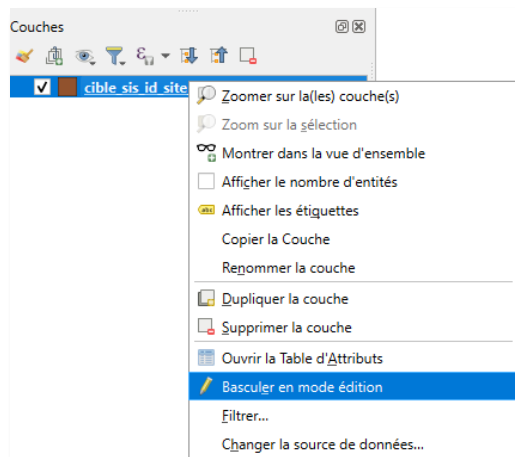 Couches
cible_sis_id_site
Zoomer sur la(les) couche(s)
Zoom sur la sélection
Montrer dans la vue d'ensemble
Afficher le nombre d'entités
abc Afficher les étiquettes
Copier la Couche
Renommer la couche
Dupliquer la couche
Supprimer la couche
Ouvrir la Table d'Attributs
Basculer en mode édition
Filtrer...
Changer la source de données...